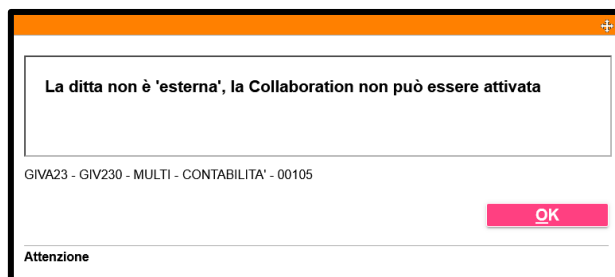 La ditta non è 'esterna', la Collaboration non può essere attivata
GIVA23 - GIV230 - MULTI - CONTABILITA' - 00105
OK
Attenzione